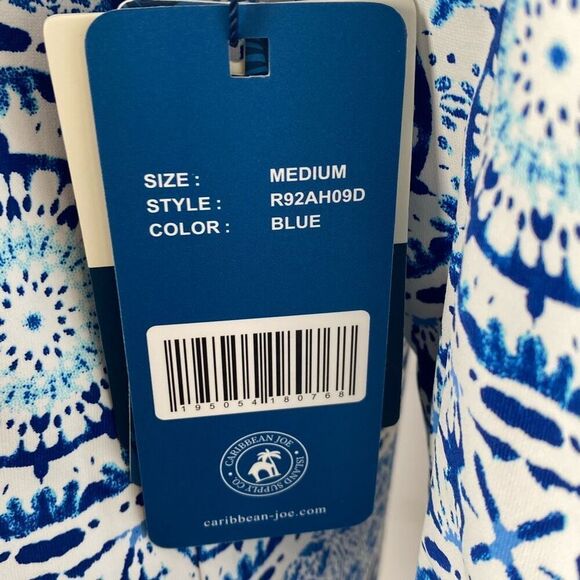 SIZE : MEDIUM
STYLE : R92AH09D
COLOR : BLUE
195054180768
CARIBBEAN JOE
ISLAND SUPPLY CO.
caribbean-joe.com